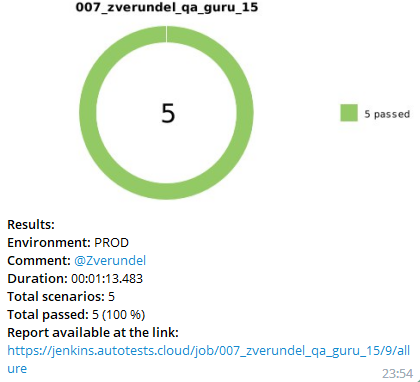 007_zverundel_qa_guru_15
5
5 passed
Results:
Environment: PROD
Comment: @Zverundel
Duration: 00:01:13.483
Total scenarios: 5
Total passed: 5 (100 %)
Report available at the link:
https://jenkins.autotests.cloud/job/007_zverundel_qa_guru_15/9/all
ure
23:54